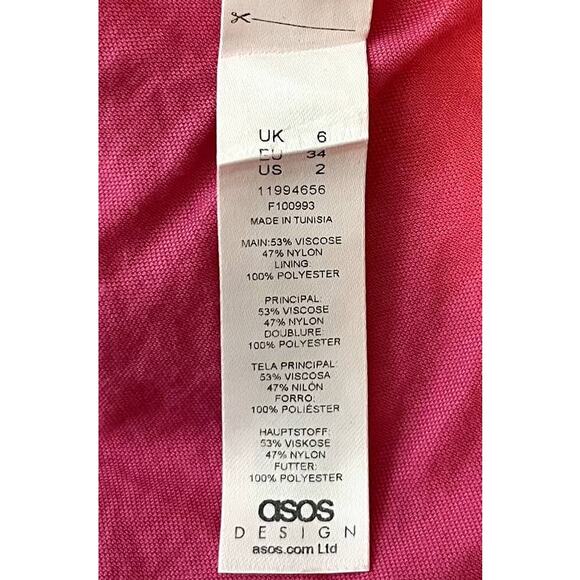 UK 6
EU 34
US 2
11994656
F100993
MADE IN TUNISIA
MAIN:53% VISCOSE
47% NYLON
LINING:
100% POLYESTER
PRINCIPAL:
53% VISCOSE
47% NYLON
DOUBLURE:
100% POLYESTER
TELA PRINCIPAL:
53% VISCOSA
47% NILÓN
FORRO:
100% POLIÉSTER
HAUPTSTOFF:
53% VISKOSE
47% NYLON
FUTTER:
100% POLYESTER
asos
DESIGN
asos.com Ltd